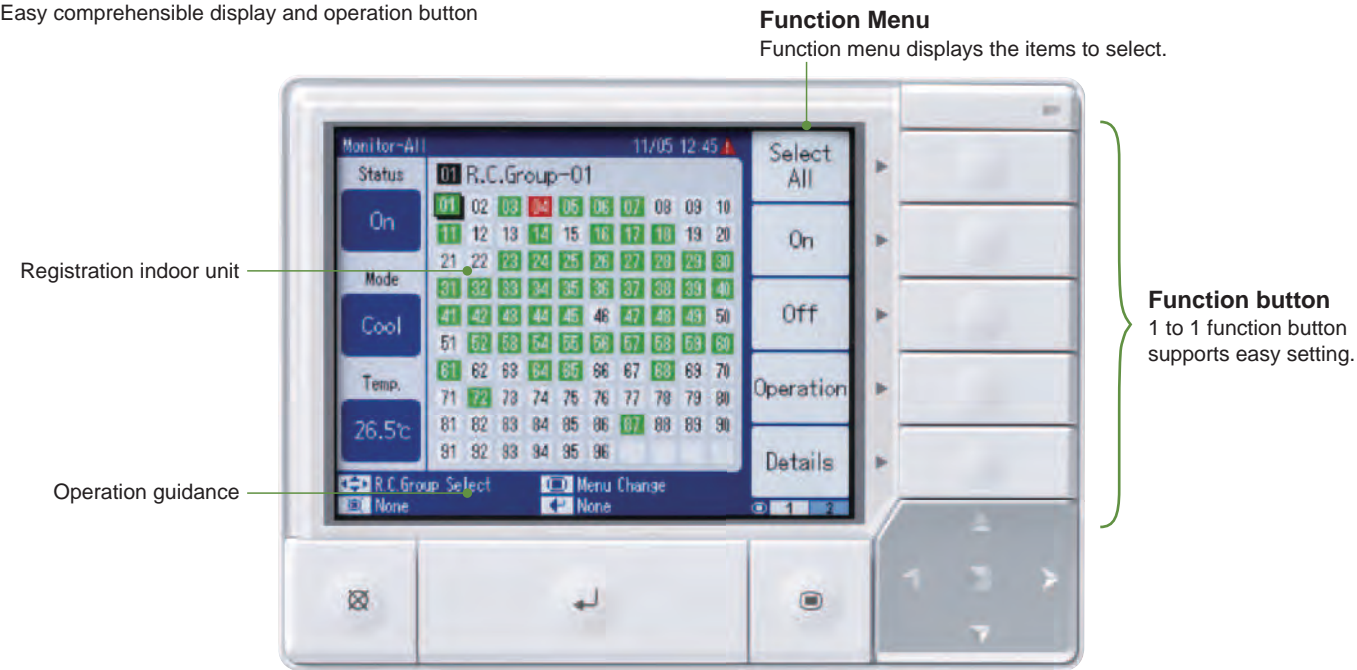 Easy comprehensible display and operation button
Function Menu
Function menu displays the items to select.
Monitor-All 11/05 12:45
Status
On
Mode
Cool
Temp.
26.5℃
01 R.C.Group-01
01 02 03 04 05 06 07 08 09 10
11 12 13 14 15 16 17 18 19 20
21 22 23 24 25 26 27 28 29 30
31 32 33 34 35 36 37 38 39 40
41 42 43 44 45 46 47 48 49 50
51 52 53 54 55 56 57 58 59 60
61 62 63 64 65 66 67 68 69 70
71 72 73 74 75 76 77 78 79 80
81 82 83 84 85 86 87 88 89 90
91 92 93 94 95 96
R.C.Group Select Menu Change
None None
1 2
Select
All
On
Off
Operation
Details
Registration indoor unit
Operation guidance
Function button
1 to 1 function button
supports easy setting.